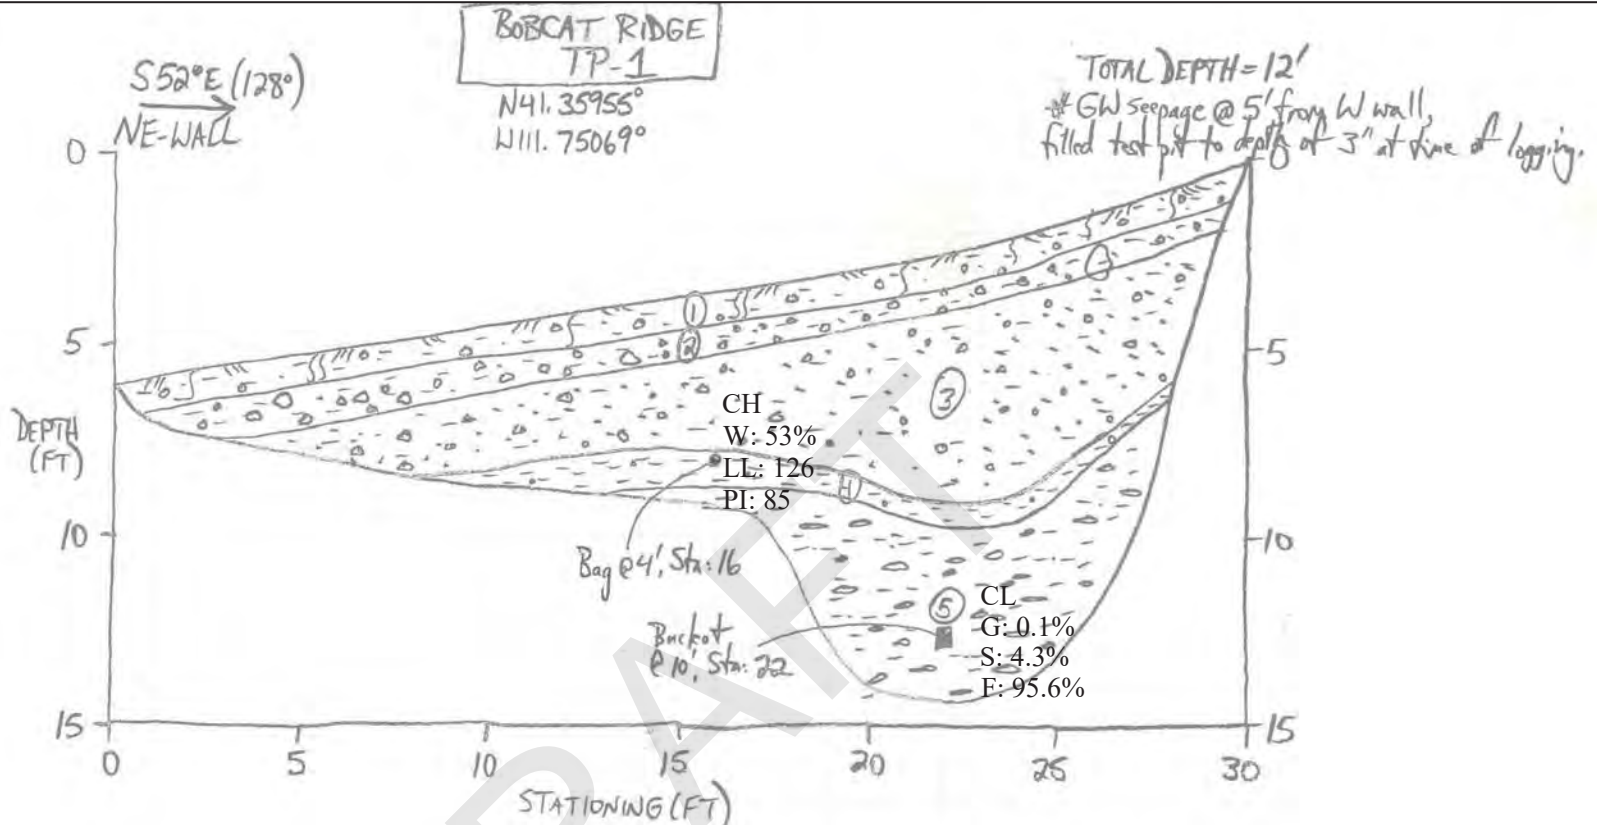 BOBCAT RIDGE
TP-1
N41.35955°
W111.75069°
S52°E (128°)
NE-WALL
TOTAL DEPTH = 12'
* GW seepage @ 5' from W wall,
filled test pit to depth of 3" at time of logging.
0
0
5
5
10
10
15
15
DEPTH
(FT)
1
2
3
4
5
CH
W: 53%
LL: 126
PI: 85
Bag @ 4', Sta: 16
Bucket
@ 10', Sta: 22
CL
G: 0.1%
S: 4.3%
F: 95.6%
0 5 10 15 20 25 30
STATIONING (FT)
DRAFT